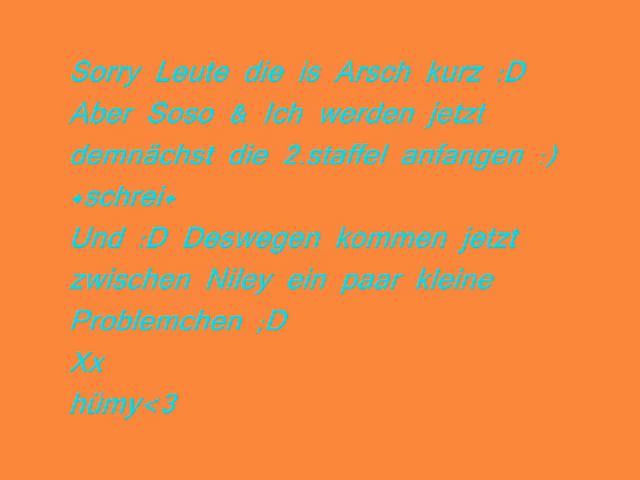 Sorry Leute die is Arsch kurz :D
Aber Soso & Ich werden jetzt
demnächst die 2.staffel anfangen :)
*schrei*
Und :D Deswegen kommen jetzt
zwischen Niley ein paar kleine
Problemchen ;D
Xx
hümy<3